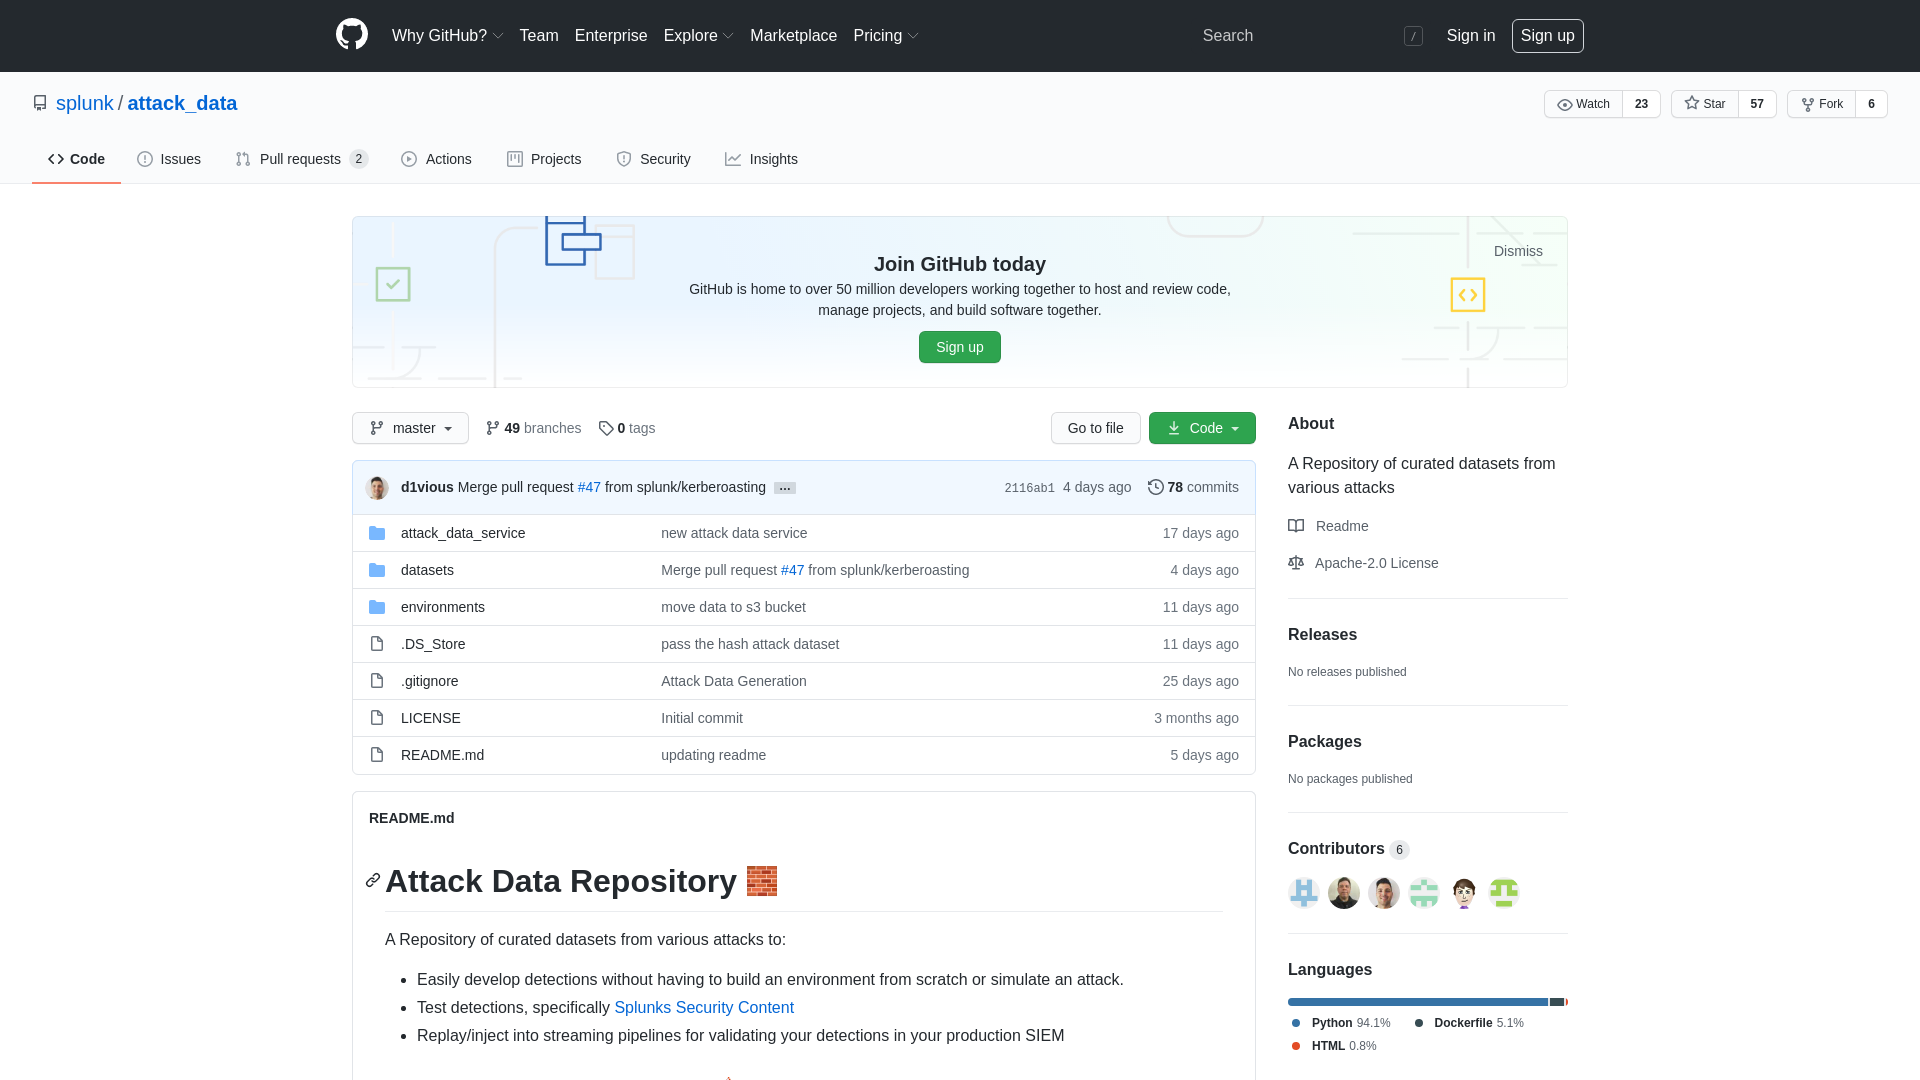 Why GitHub? Team Enterprise Explore Marketplace Pricing Search / Sign in Sign up
splunk / attack_data Watch 23 Star 57 Fork 6
Code Issues Pull requests 2 Actions Projects Security Insights
Dismiss
Join GitHub today
GitHub is home to over 50 million developers working together to host and review code,
manage projects, and build software together.
Sign up
master 49 branches 0 tags Go to file Code
d1vious Merge pull request #47 from splunk/kerberoasting … 2116ab1 4 days ago 78 commits
attack_data_service new attack data service 17 days ago
datasets Merge pull request #47 from splunk/kerberoasting 4 days ago
environments move data to s3 bucket 11 days ago
.DS_Store pass the hash attack dataset 11 days ago
.gitignore Attack Data Generation 25 days ago
LICENSE Initial commit 3 months ago
README.md updating readme 5 days ago
README.md
Attack Data Repository 🧱
A Repository of curated datasets from various attacks to:
• Easily develop detections without having to build an environment from scratch or simulate an attack.
• Test detections, specifically Splunks Security Content
• Replay/inject into streaming pipelines for validating your detections in your production SIEM
About
A Repository of curated datasets from
various attacks
Readme
Apache-2.0 License
Releases
No releases published
Packages
No packages published
Contributors 6
Languages
Python 94.1% Dockerfile 5.1%
HTML 0.8%